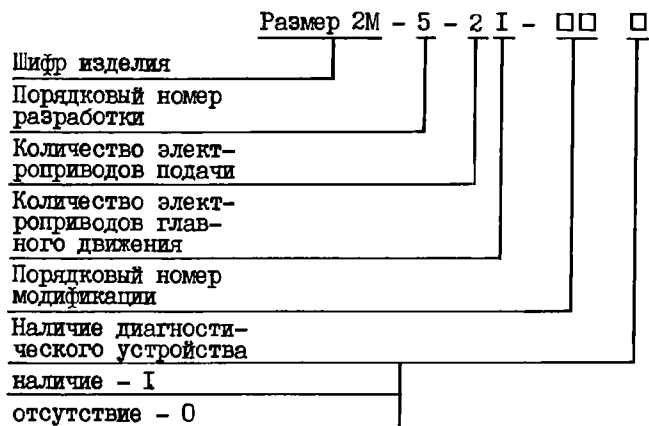 Размер 2М - 5 - 2 I - □□ □
Шифр изделия
Порядковый номер
разработки
Количество элект-
роприводов подачи
Количество элект-
роприводов глав-
ного движения
Порядковый номер
модификации
Наличие диагности-
ческого устройства
наличие - I
отсутствие - 0